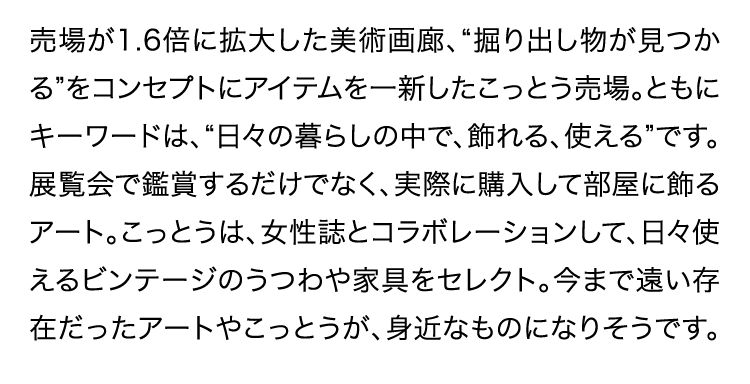 売場が1.6倍に拡大した美術画廊、“掘り出し物が見つか
る”をコンセプトにアイテムを一新したこっとう売場。ともに
キーワードは、“日々の暮らしの中で、飾れる、使える”です。
展覧会で鑑賞するだけでなく、実際に購入して部屋に飾る
アート。こっとうは、女性誌とコラボレーションして、日々使
えるビンテージのうつわや家具をセレクト。今まで遠い存
在だったアートやこっとうが、身近なものになりそうです。